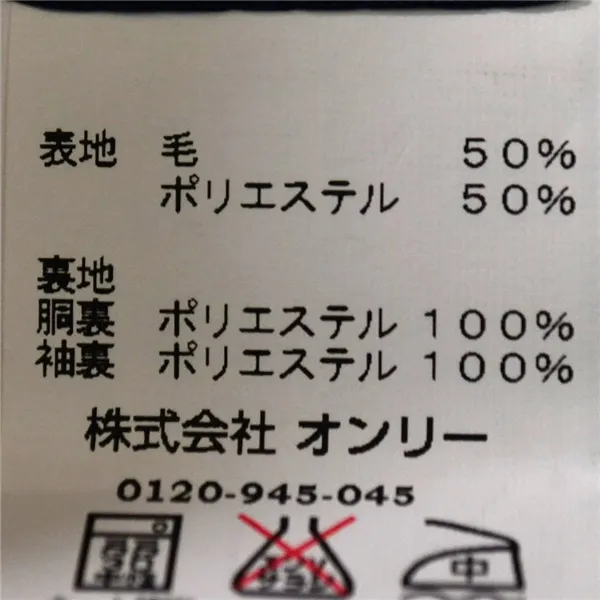 表地 毛 50%
ポリエステル 50%
裏地
胴裏 ポリエステル 100%
袖裏 ポリエステル 100%
株式会社 オンリー
0120-945-045
中